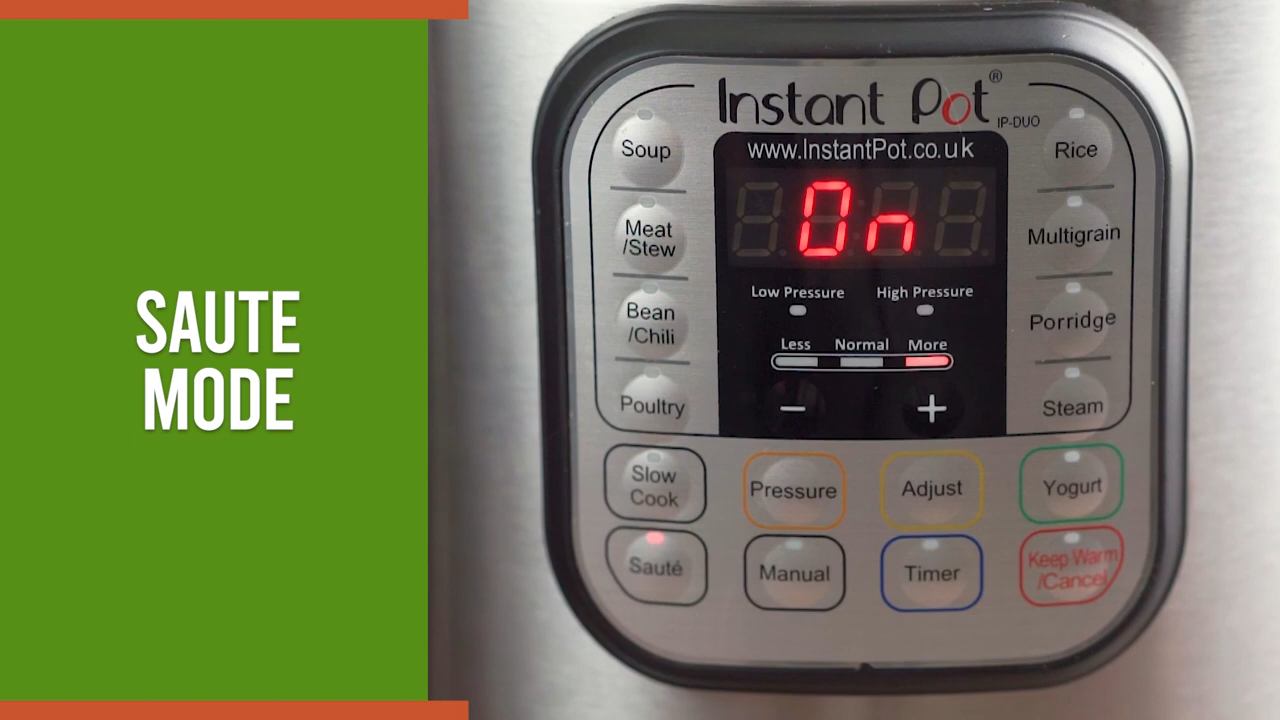 SAUTE
MODE
Instant Pot®
IP-DUO
www.InstantPot.co.uk
On
Soup
Meat
/Stew
Bean
/Chili
Poultry
Low Pressure High Pressure
Less Normal More
− +
Rice
Multigrain
Porridge
Steam
Slow
Cook
Pressure
Adjust
Yogurt
Sauté
Manual
Timer
Keep Warm
/Cancel